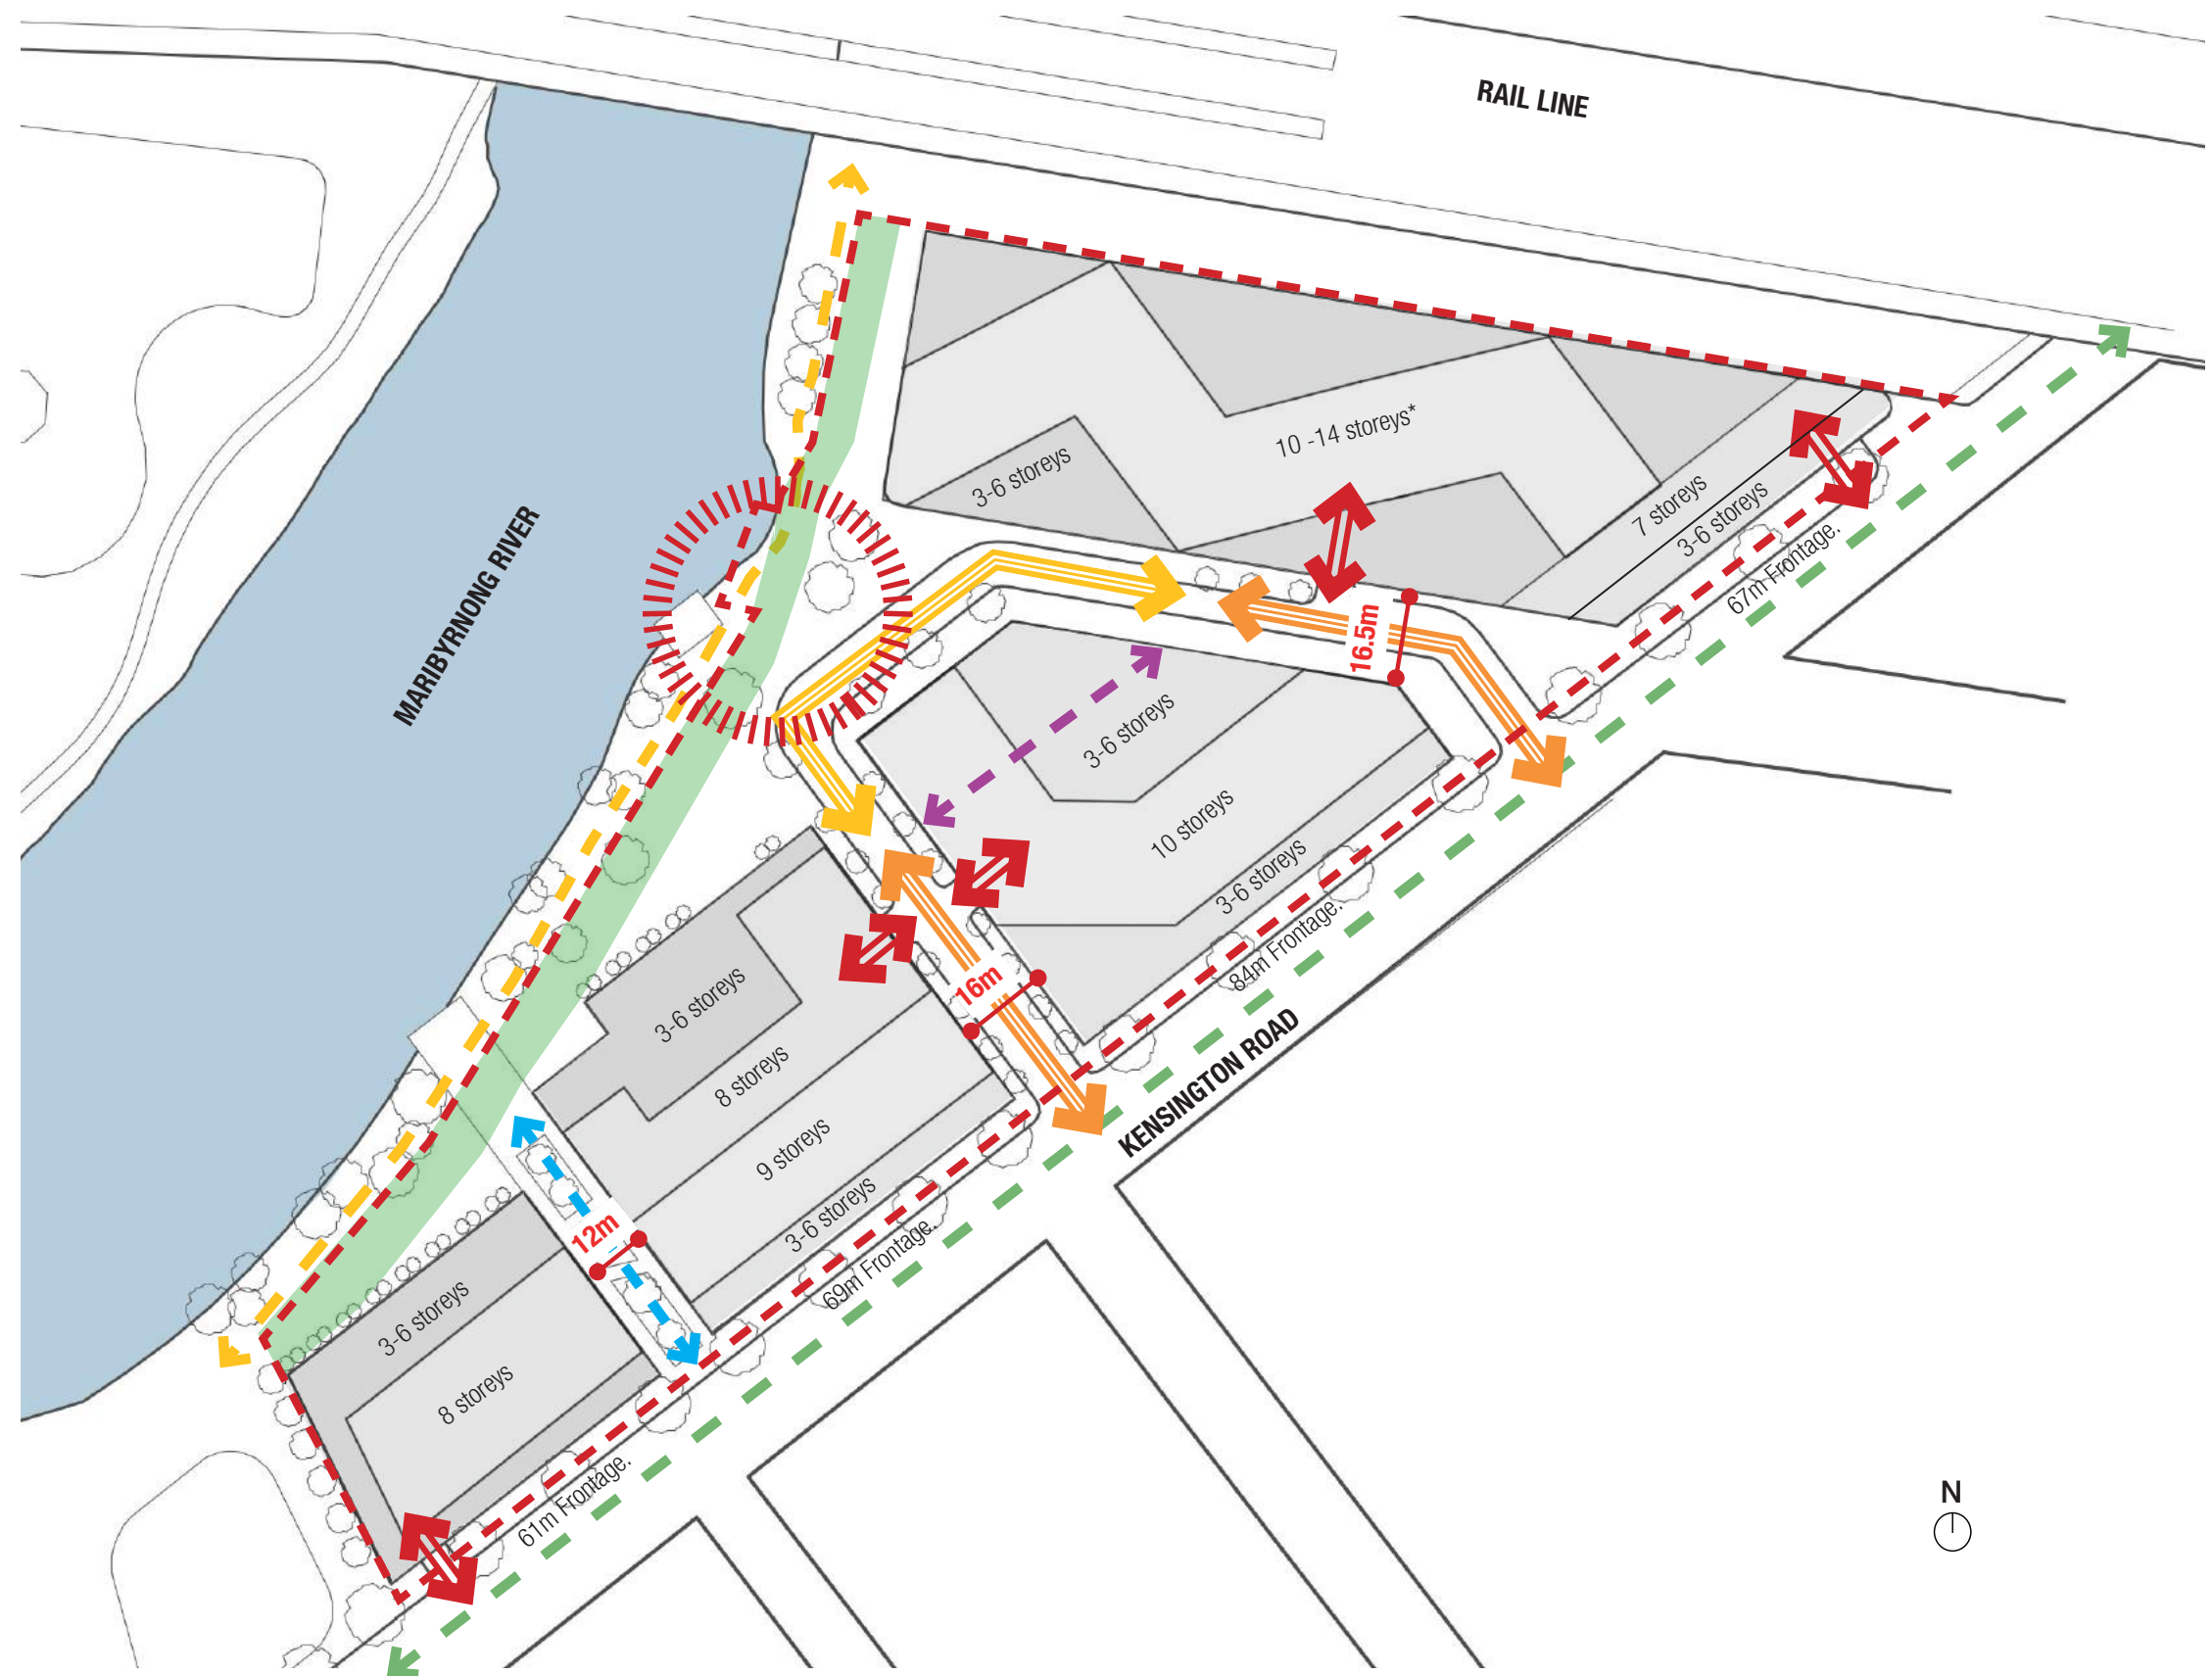 RAIL LINE
10 -14 storeys*
3-6 storeys
7 storeys
3-6 storeys
67m Frontage.
MARIBYRNONG RIVER
16.5m
3-6 storeys
10 storeys
3-6 storeys
84m Frontage.
16m
KENSINGTON ROAD
3-6 storeys
8 storeys
9 storeys
3-6 storeys
69m Frontage.
12m
3-6 storeys
8 storeys
61m Frontage.
N